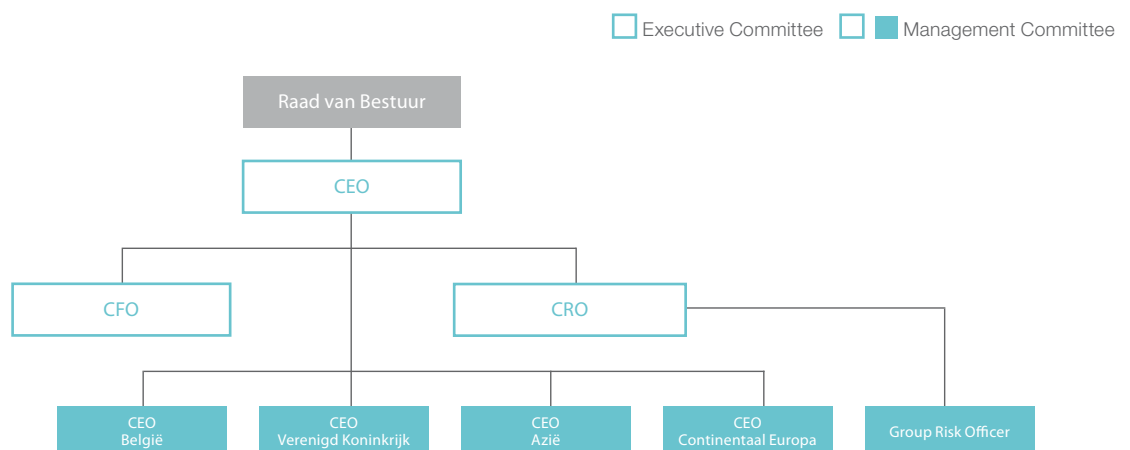 Executive Committee Management Committee
Raad van Bestuur
CEO
CFO CRO
CEO
België
CEO
Verenigd Koninkrijk
CEO
Azië
CEO
Continentaal Europa
Group Risk Officer